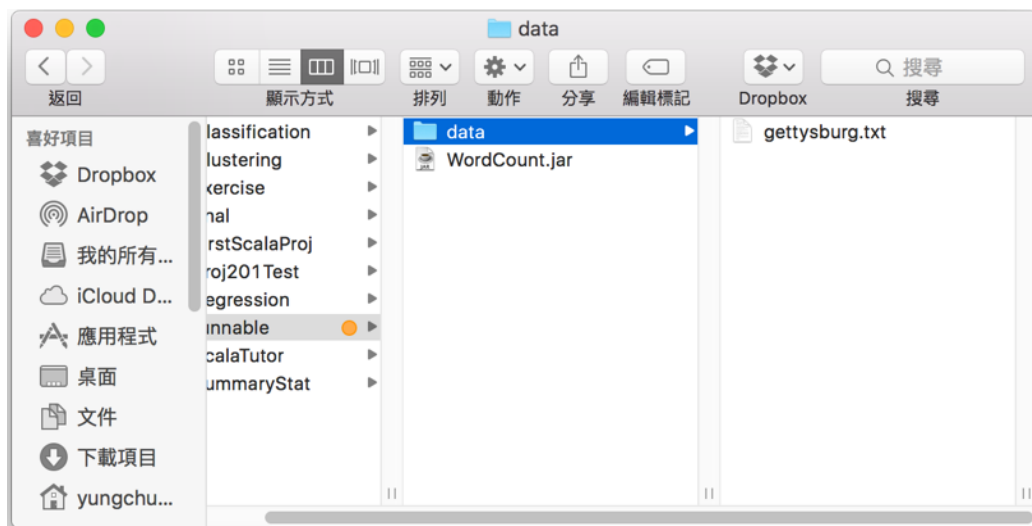 data
返回
顯示方式
排列
動作
分享
編輯標記
Dropbox
搜尋
搜尋
喜好項目
Dropbox
AirDrop
我的所有...
iCloud D...
應用程式
桌面
文件
下載項目
yungchu...
lassification
lustering
xercise
nal
rstScalaProj
roj201Test
egression
unnable
calaTutor
ummaryStat
data
WordCount.jar
gettysburg.txt